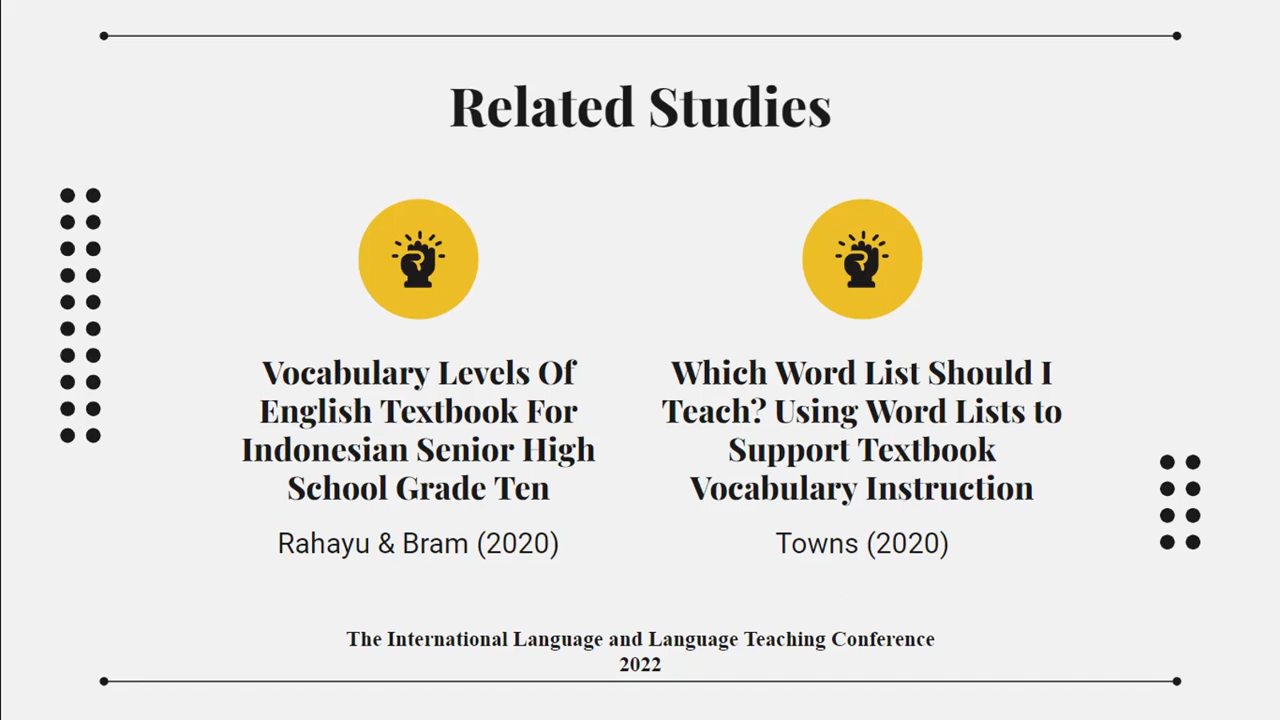 Related Studies
Vocabulary Levels Of
English Textbook For
Indonesian Senior High
School Grade Ten
Rahayu & Bram (2020)
Which Word List Should I
Teach? Using Word Lists to
Support Textbook
Vocabulary Instruction
Towns (2020)
The International Language and Language Teaching Conference
2022